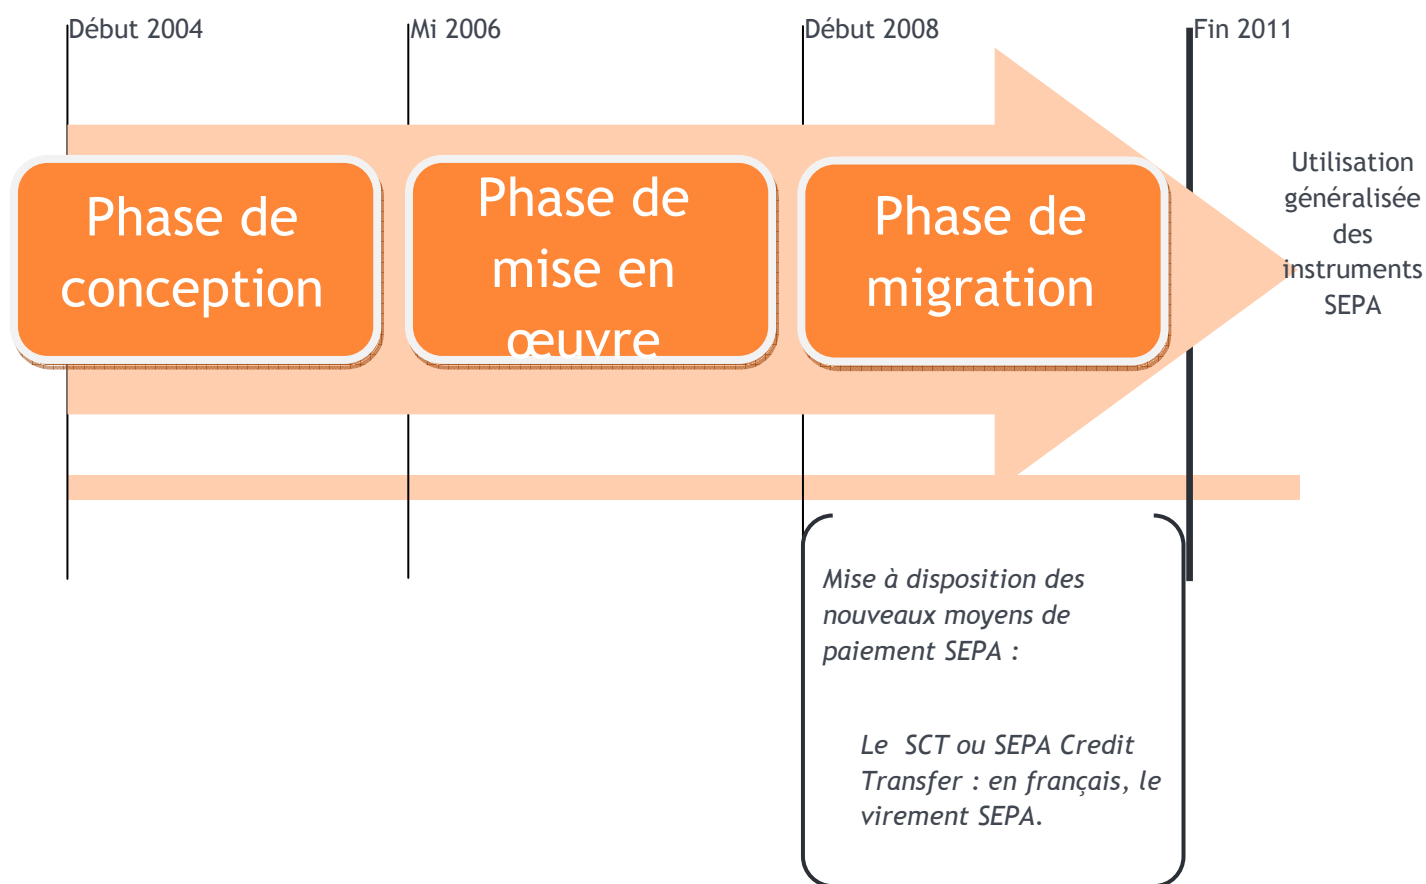 Début 2004
Mi 2006
Début 2008
Fin 2011
Phase de
conception
Phase de
mise en
œuvre
Phase de
migration
Utilisation
généralisée
des
instruments
SEPA
Mise à disposition des
nouveaux moyens de
paiement SEPA :
Le SCT ou SEPA Credit
Transfer : en français, le
virement SEPA.